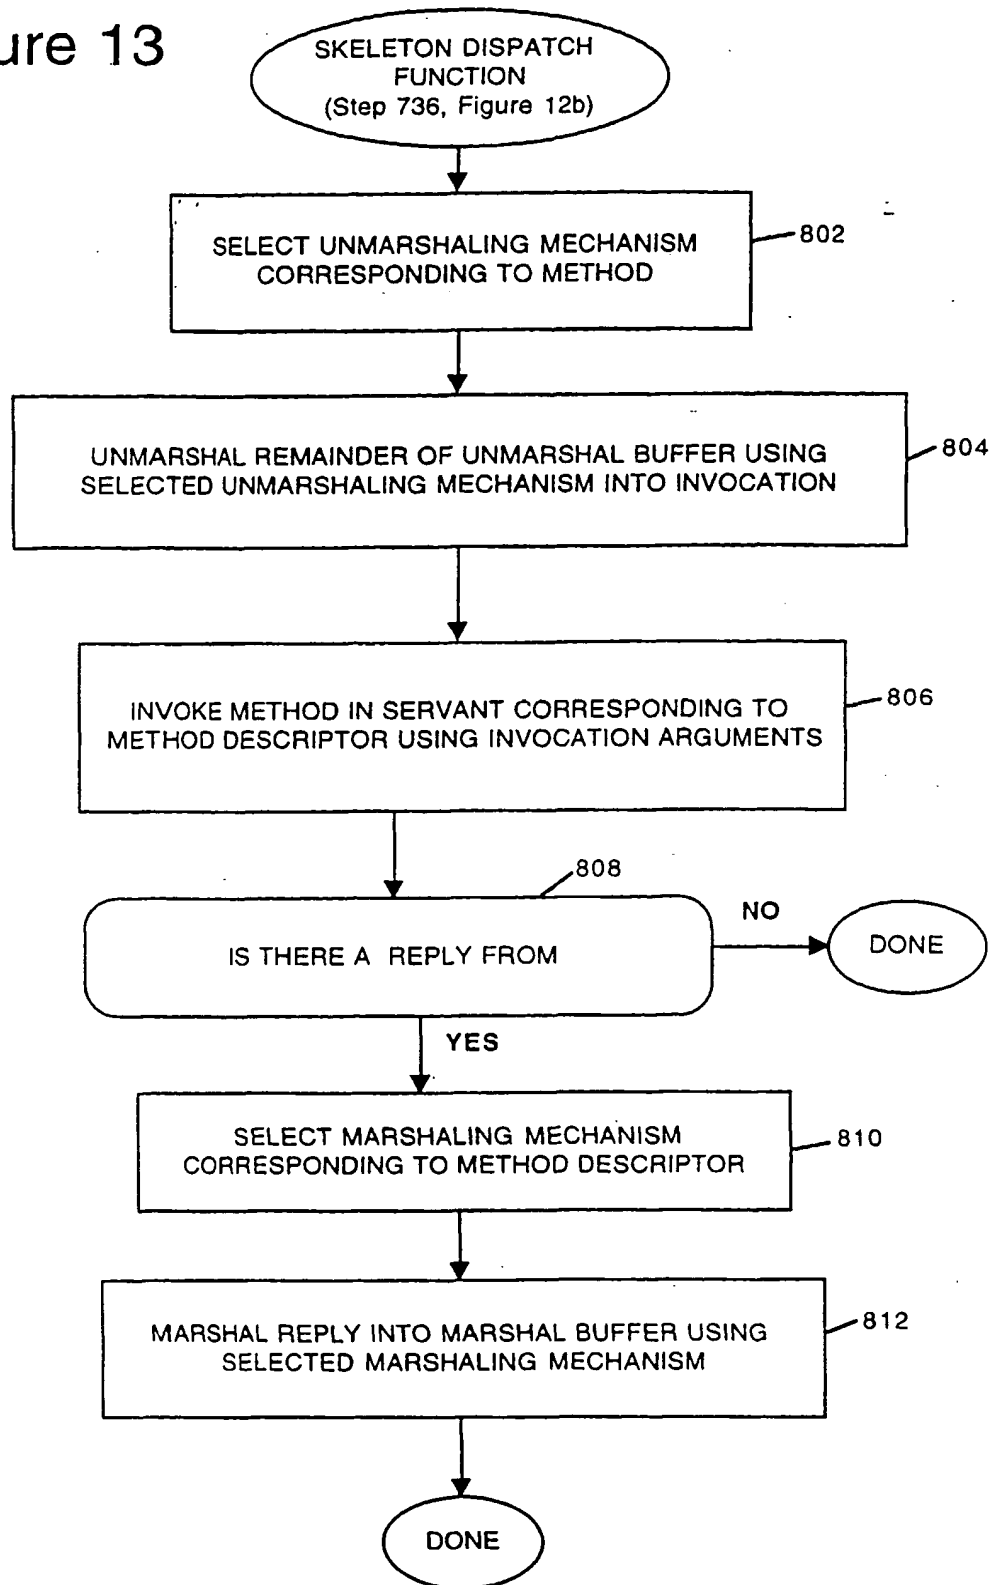 ure 13
SKELETON DISPATCH
FUNCTION
(Step 736, Figure 12b)
SELECT UNMARSHALING MECHANISM
CORRESPONDING TO METHOD
802
UNMARSHAL REMAINDER OF UNMARSHAL BUFFER USING
SELECTED UNMARSHALING MECHANISM INTO INVOCATION
804
INVOKE METHOD IN SERVANT CORRESPONDING TO
METHOD DESCRIPTOR USING INVOCATION ARGUMENTS
806
808
IS THERE A REPLY FROM
NO
DONE
YES
SELECT MARSHALING MECHANISM
CORRESPONDING TO METHOD DESCRIPTOR
810
MARSHAL REPLY INTO MARSHAL BUFFER USING
SELECTED MARSHALING MECHANISM
812
DONE